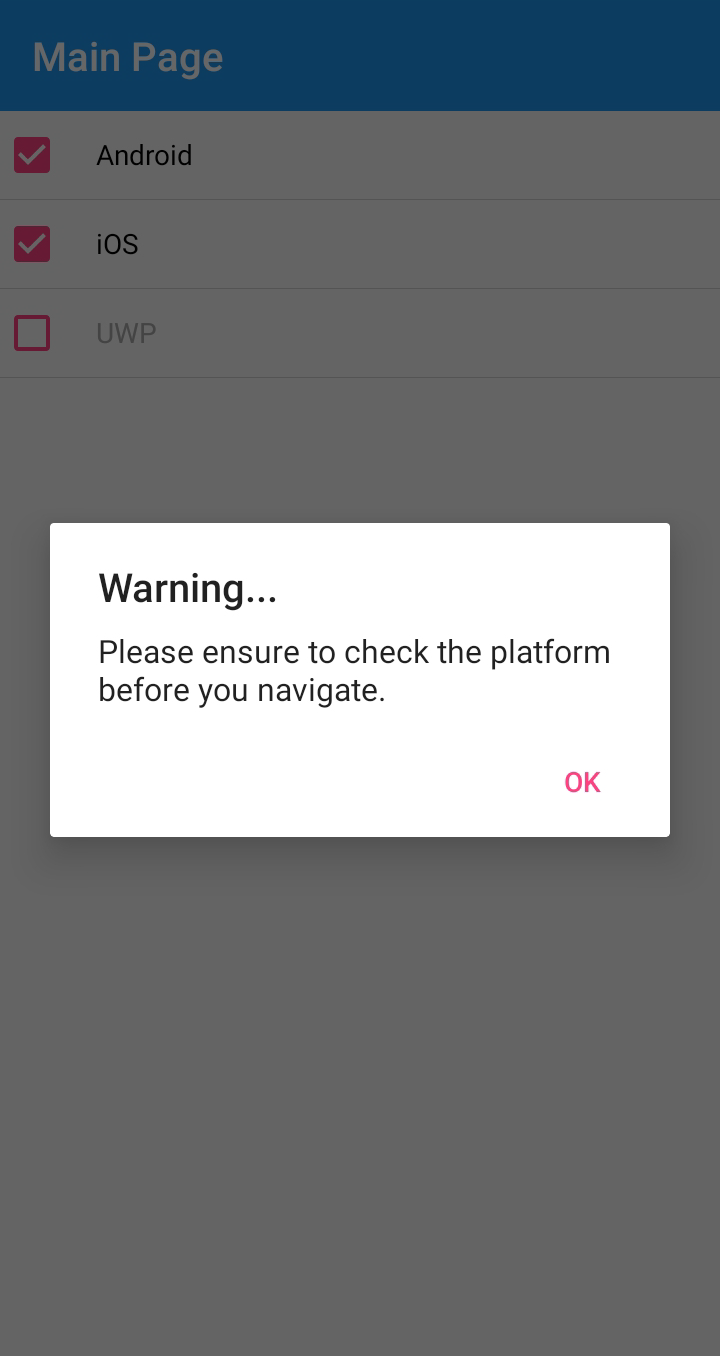 Main Page
Android
iOS
UWP
Warning...
Please ensure to check the platform
before you navigate.
OK